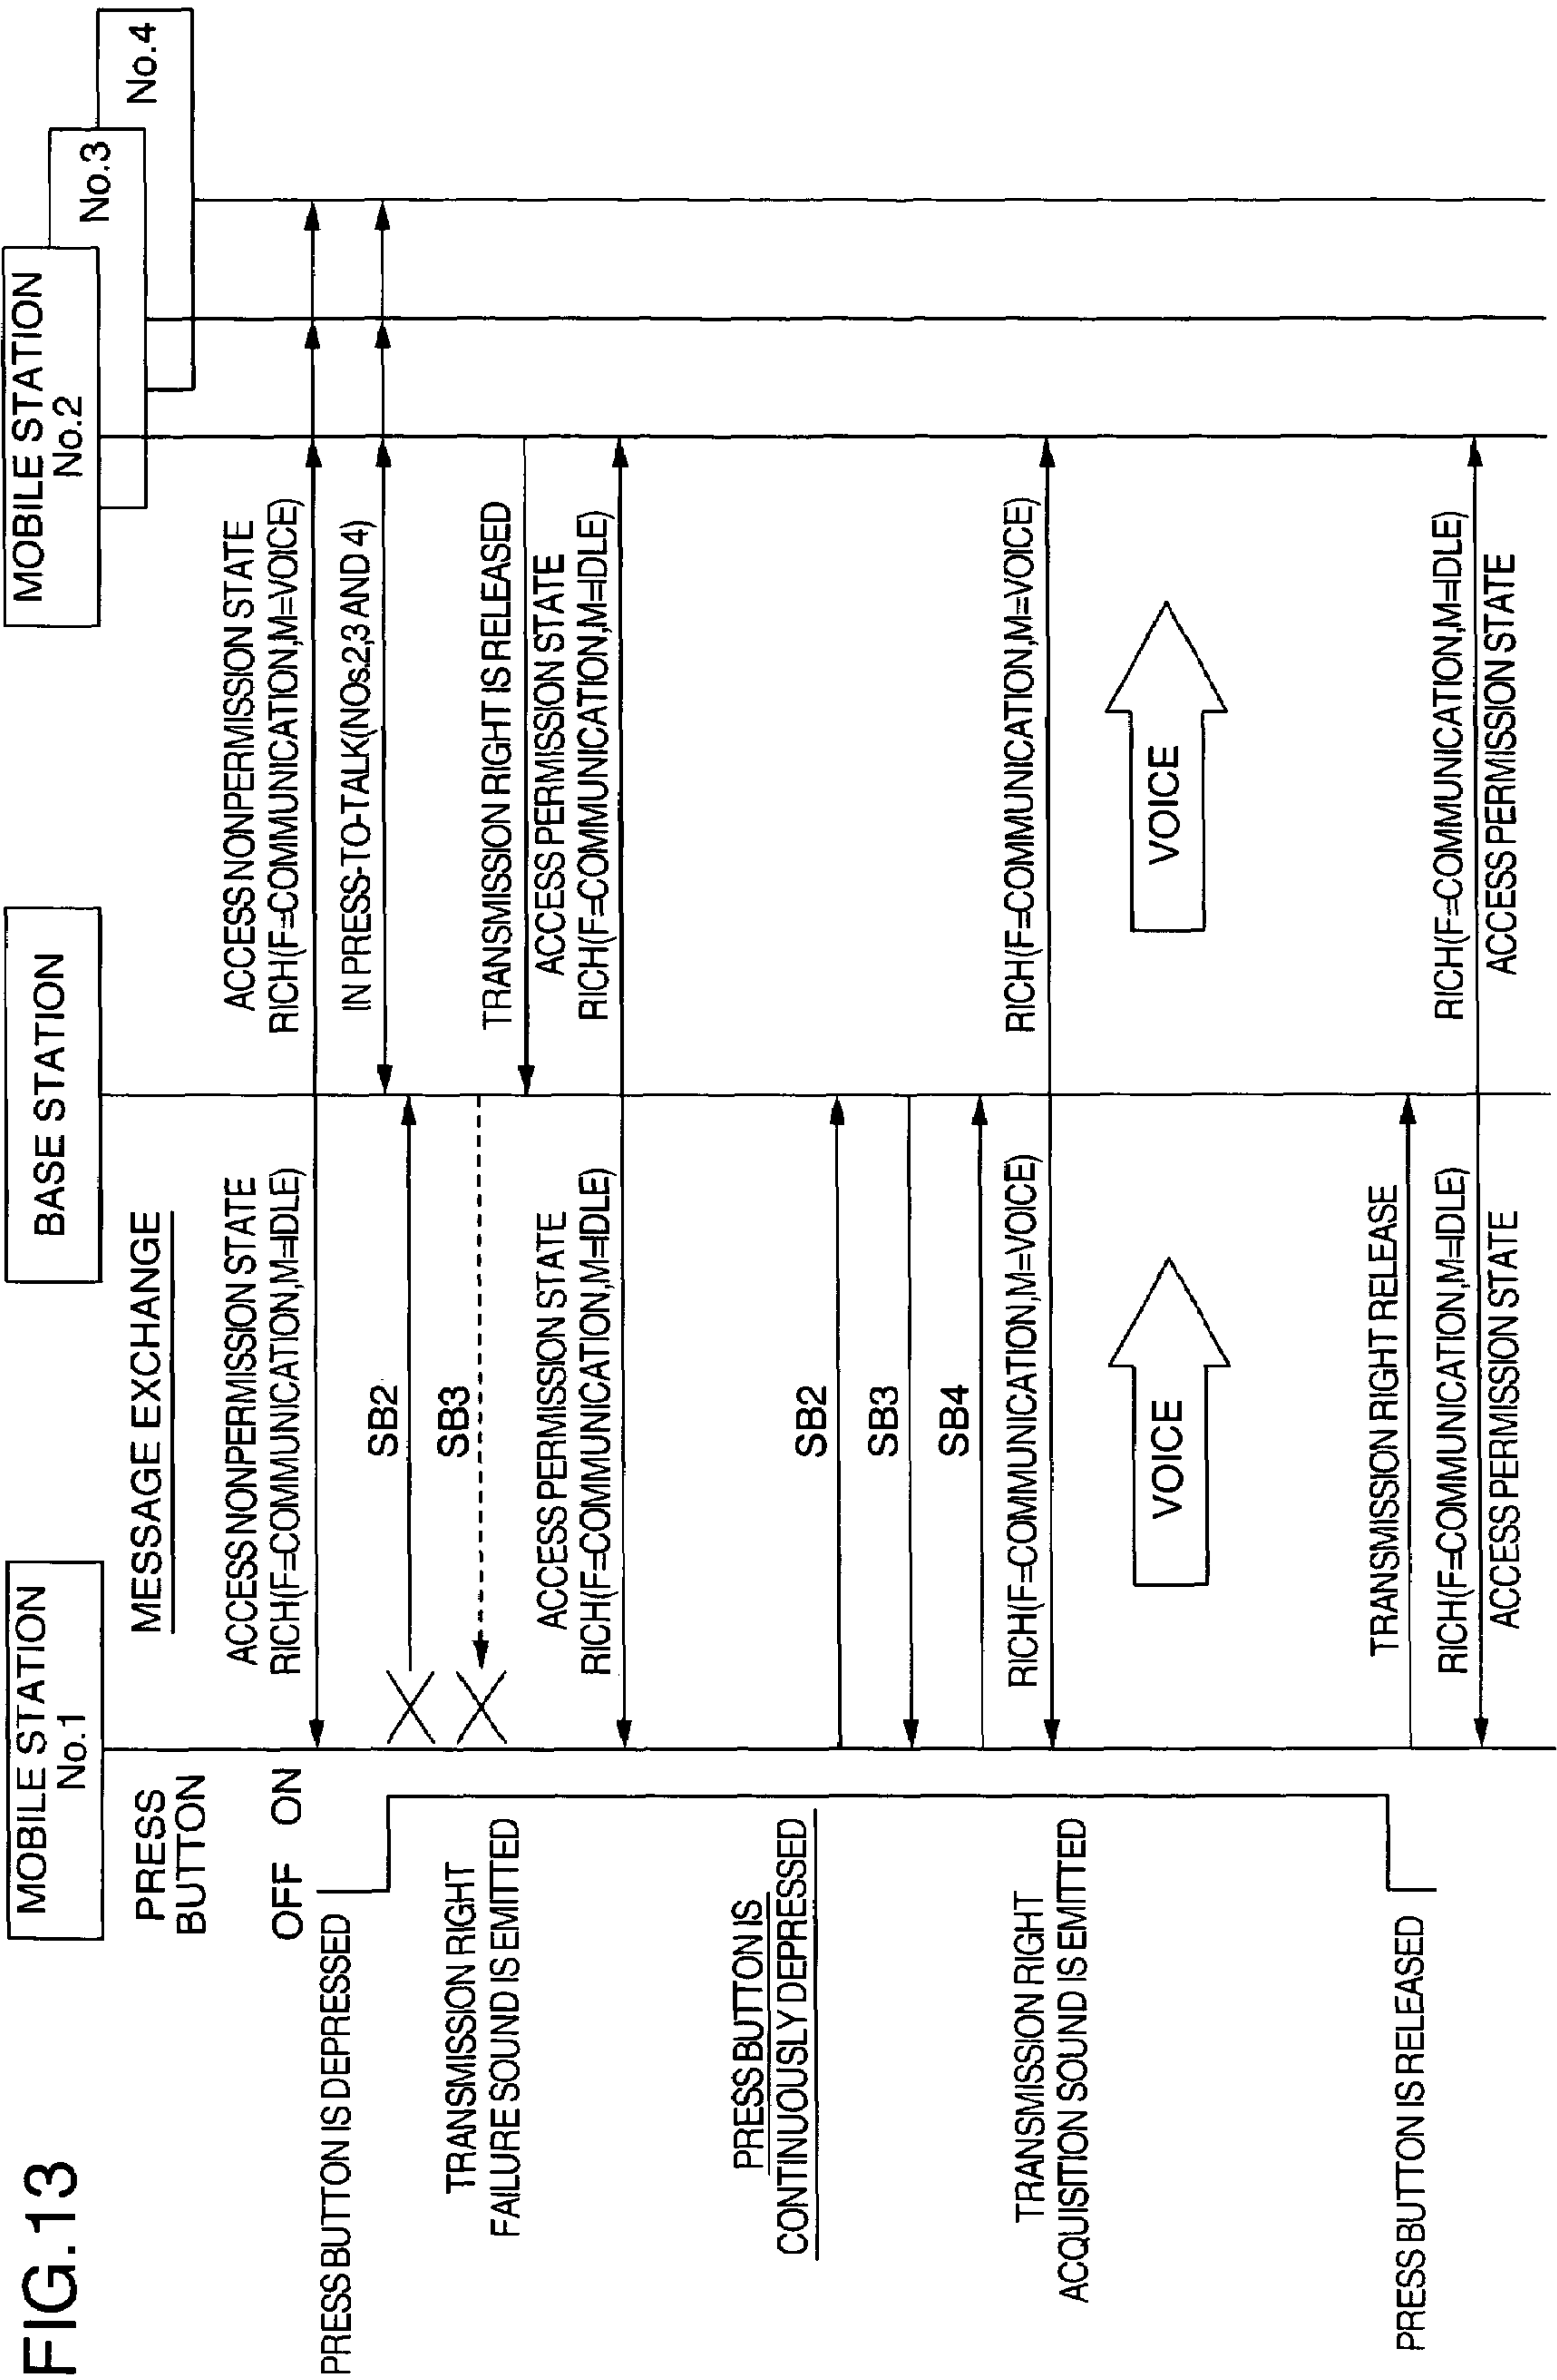 FIG.13
MOBILE STATION
No.1
BASE STATION
MOBILE STATION
No.2
No.3
No.4
PRESS
BUTTON
MESSAGE EXCHANGE
OFF ON
PRESS BUTTON IS DEPRESSED
ACCESS NONPERMISSION STATE
RICH(F=COMMUNICATION,M=IDLE)
ACCESS NONPERMISSION STATE
RICH(F=COMMUNICATION,M=VOICE)
IN PRESS-TO-TALK(NOs.2,3 AND 4)
SB2
TRANSMISSION RIGHT
FAILURE SOUND IS EMITTED
SB3
TRANSMISSION RIGHT IS RELEASED
ACCESS PERMISSION STATE
RICH(F=COMMUNICATION,M=IDLE)
ACCESS PERMISSION STATE
RICH(F=COMMUNICATION,M=IDLE)
PRESS BUTTON IS
CONTINUOUSLY DEPRESSED
SB2
SB3
SB4
TRANSMISSION RIGHT
ACQUISITION SOUND IS EMITTED
RICH(F=COMMUNICATION,M=VOICE)
RICH(F=COMMUNICATION,M=VOICE)
VOICE
VOICE
PRESS BUTTON IS RELEASED
TRANSMISSION RIGHT RELEASE
RICH(F=COMMUNICATION,M=IDLE)
ACCESS PERMISSION STATE
RICH(F=COMMUNICATION,M=IDLE)
ACCESS PERMISSION STATE